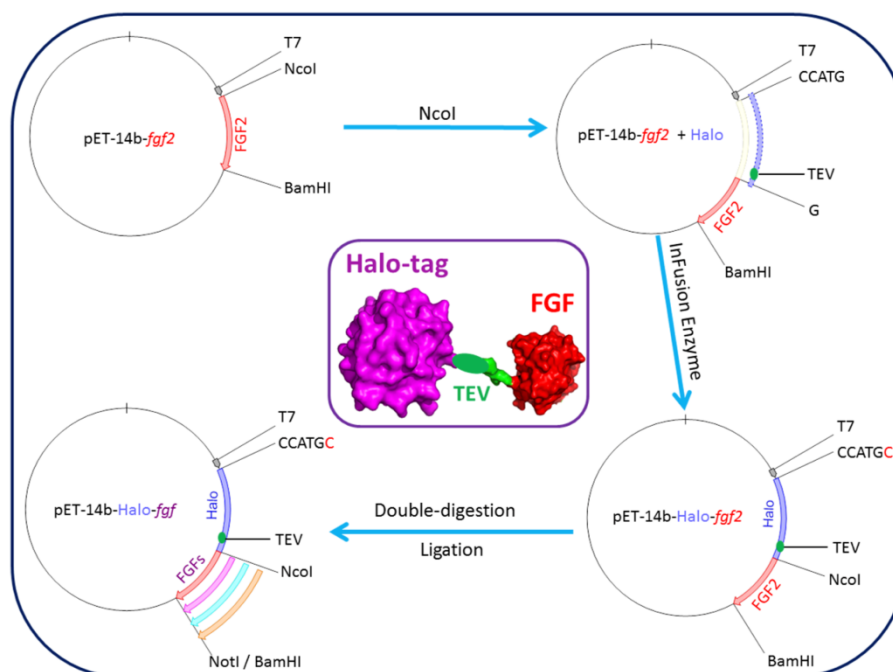 T7
NcoI
pET-14b-fgf2
FGF2
BamHI
NcoI
T7
CCATG
pET-14b-fgf2 + Halo
TEV
G
FGF2
BamHI
Halo-tag
FGF
TEV
InFusion Enzyme
T7
CCATGC
pET-14b-Halo-fgf
Halo
TEV
FGFs
NcoI
NotI / BamHI
Double-digestion
Ligation
T7
CCATGC
pET-14b-Halo-fgf2
Halo
TEV
NcoI
FGF2
BamHI